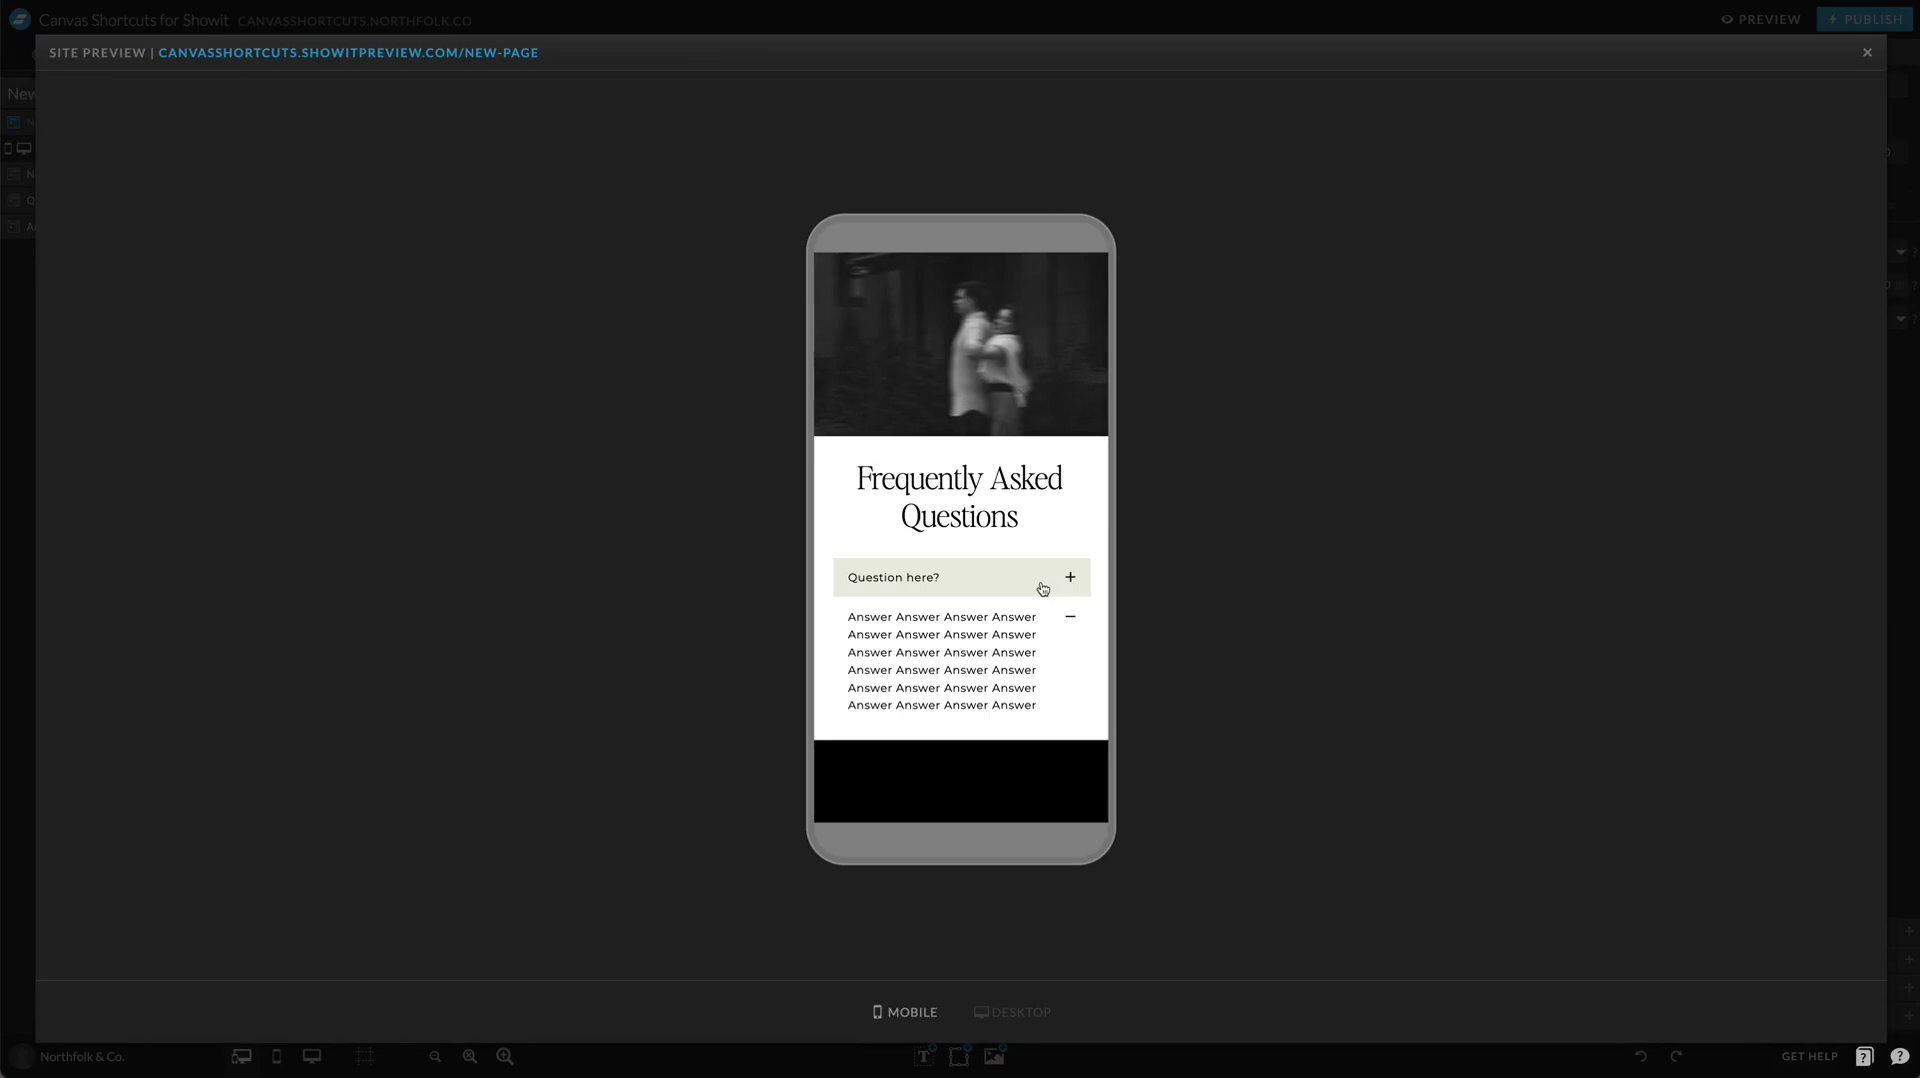 Canvas Shortcuts for Showit CANVASSHORTCUTS.NORTHFOLK.CO
PREVIEW
PUBLISH
SITE PREVIEW | CANVASSHORTCUTS.SHOWITPREVIEW.COM/NEW-PAGE
New
Frequently Asked
Questions
Question here?
Answer Answer Answer Answer
Answer Answer Answer Answer
Answer Answer Answer Answer
Answer Answer Answer Answer
Answer Answer Answer Answer
Answer Answer Answer Answer
MOBILE
DESKTOP
Northfolk & Co.
GET HELP